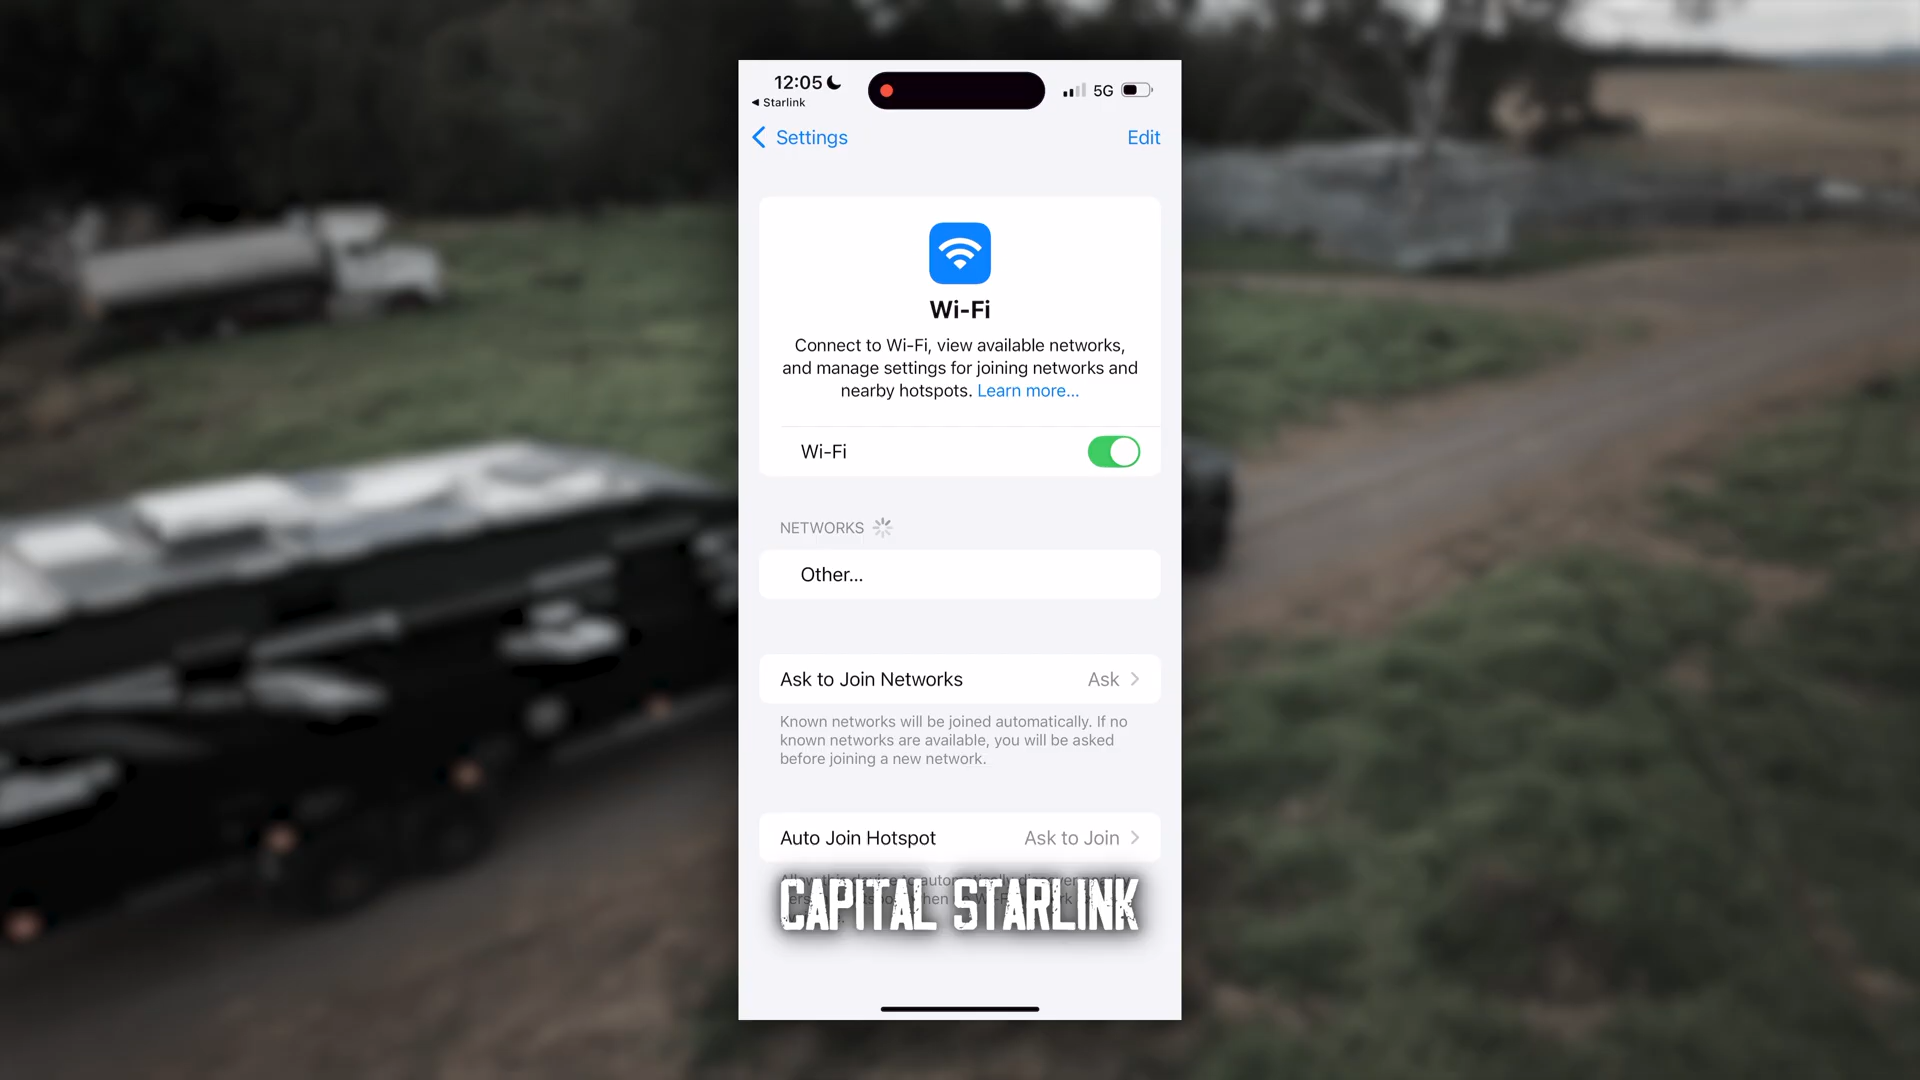 12:05
5G
◀ Starlink
Settings
Edit
Wi-Fi
Connect to Wi-Fi, view available networks,
and manage settings for joining networks and
nearby hotspots. Learn more...
Wi-Fi
NETWORKS
Other...
Ask to Join Networks
Ask
Known networks will be joined automatically. If no
known networks are available, you will be asked
before joining a new network.
Auto Join Hotspot
Ask to Join
CAPITAL STARLINK